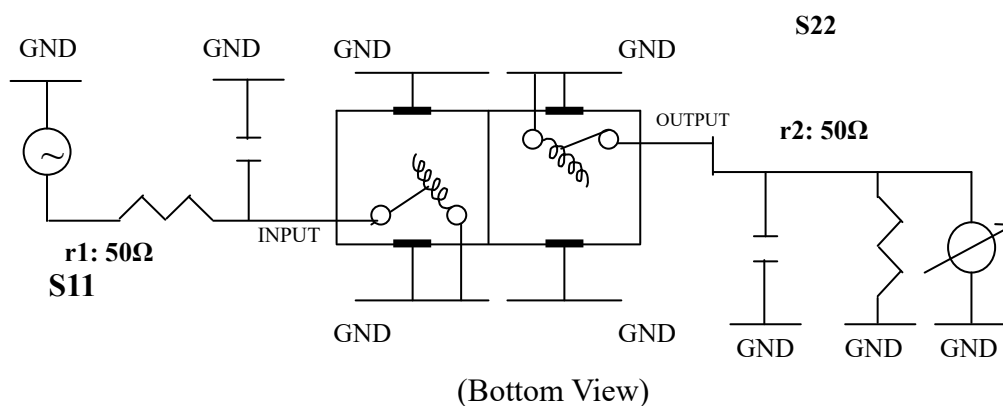 S22
GND
GND
GND
GND
OUTPUT
r2: 50Ω
INPUT
r1: 50Ω
S11
GND
GND
GND
GND
GND
(Bottom View)